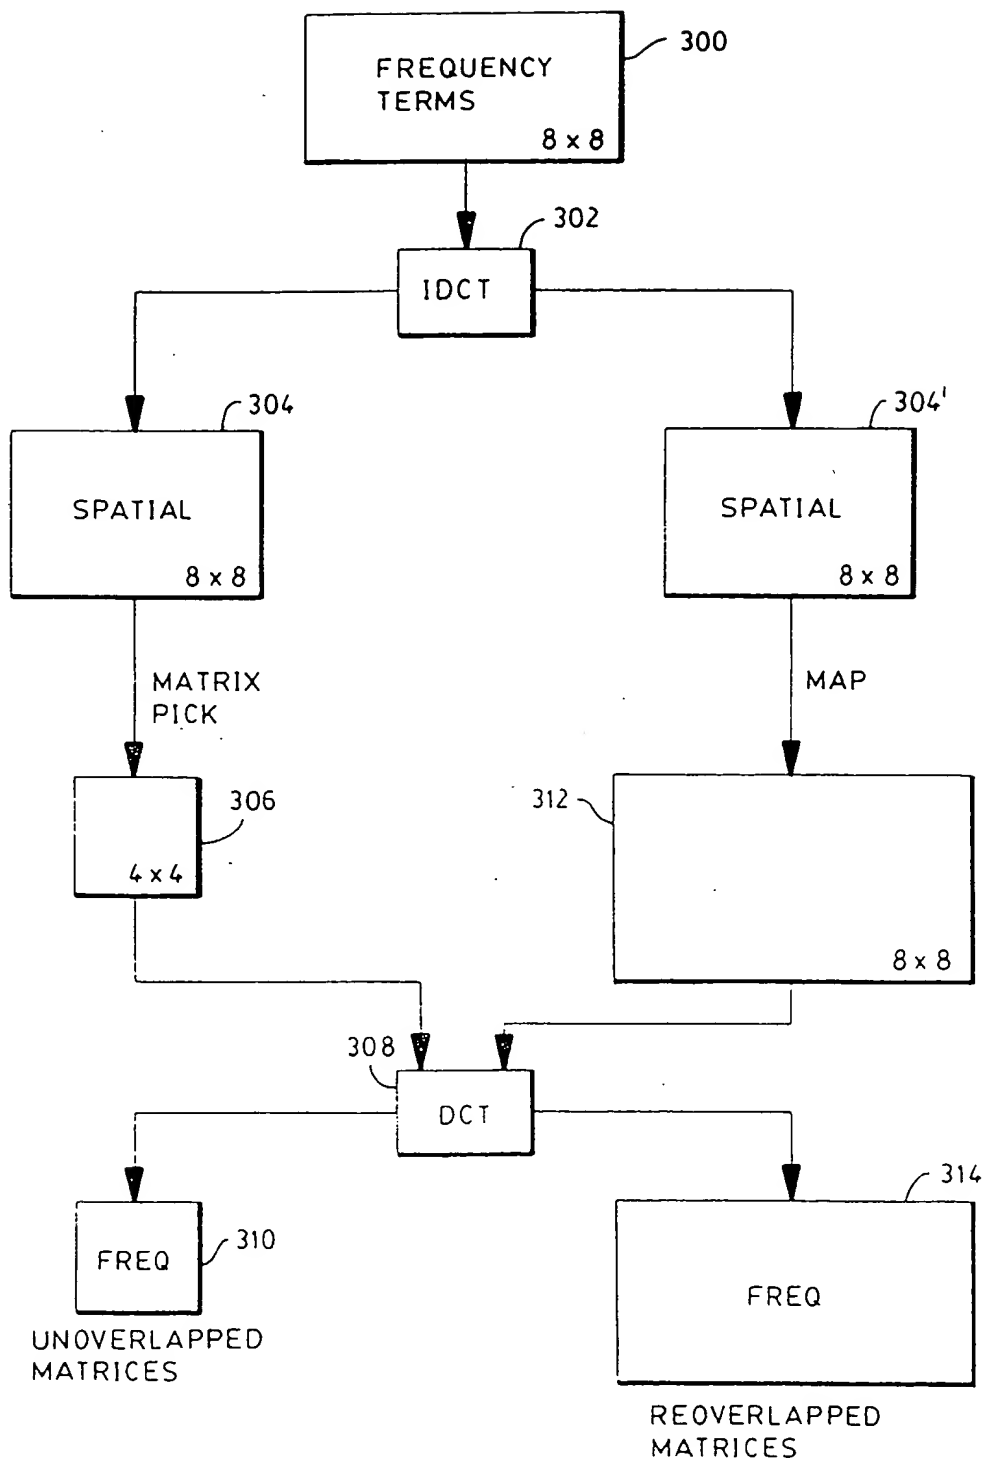 300
FREQUENCY
TERMS
8 x 8
302
IDCT
304
304'
SPATIAL
8 x 8
SPATIAL
8 x 8
MATRIX
PICK
MAP
306
4 x 4
312
8 x 8
308
DCT
314
310
FREQ
FREQ
UNOVERLAPPED
MATRICES
REOVERLAPPED
MATRICES